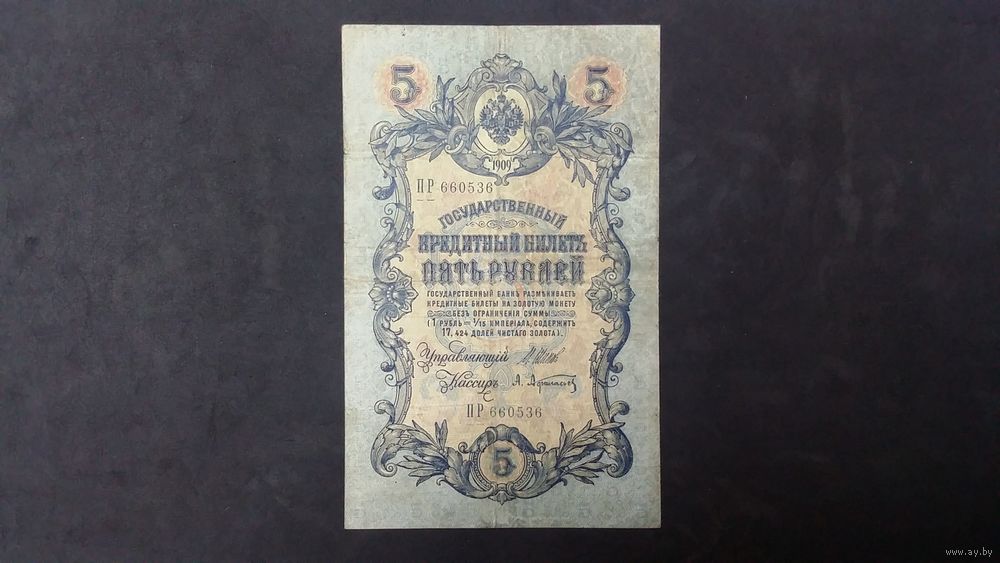 5 5
1909
ПР 660536
ГОСУДАРСТВЕННЫЙ
КРЕДИТНЫЙ БИЛЕТЪ
ПЯТЬ РУБЛЕЙ
ГОСУДАРСТВЕННЫЙ БАНКЪ РАЗМѢНИВАЕТЪ
КРЕДИТНЫЕ БИЛЕТЫ НА ЗОЛОТУЮ МОНЕТУ
БЕЗЪ ОГРАНИЧЕНІЯ СУММЫ
(1 РУБЛЬ = 1/15 ИМПЕРІАЛА, СОДЕРЖИТЪ
17,424 ДОЛЕЙ ЧИСТАГО ЗОЛОТА).
Управляющій
Кассиръ А. Афанасьев
ПР 660536
5
www.ay.by